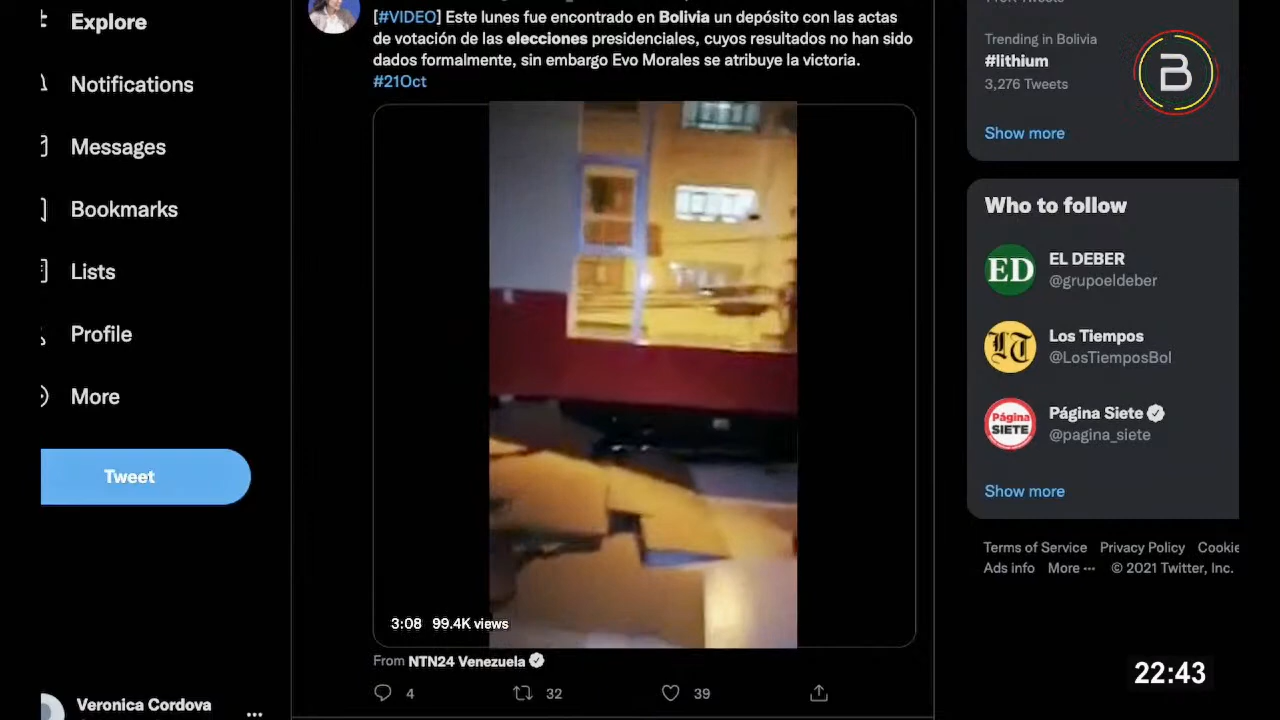 Explore
Notifications
Messages
Bookmarks
Lists
Profile
More
Tweet
Veronica Cordova
[#VIDEO] Este lunes fue encontrado en Bolivia un depósito con las actas
de votación de las elecciones presidenciales, cuyos resultados no han sido
dados formalmente, sin embargo Evo Morales se atribuye la victoria.
#21Oct
3:08 99.4K views
From NTN24 Venezuela
4 32 39
Trending in Bolivia
#lithium
3,276 Tweets
Show more
B
Who to follow
ED
EL DEBER
@grupoeldeber
LT
Los Tiempos
@LosTiemposBol
Página
SIETE
Página Siete
@pagina_siete
Show more
Terms of Service Privacy Policy Cookie
Ads info More ··· © 2021 Twitter, Inc.
22:43